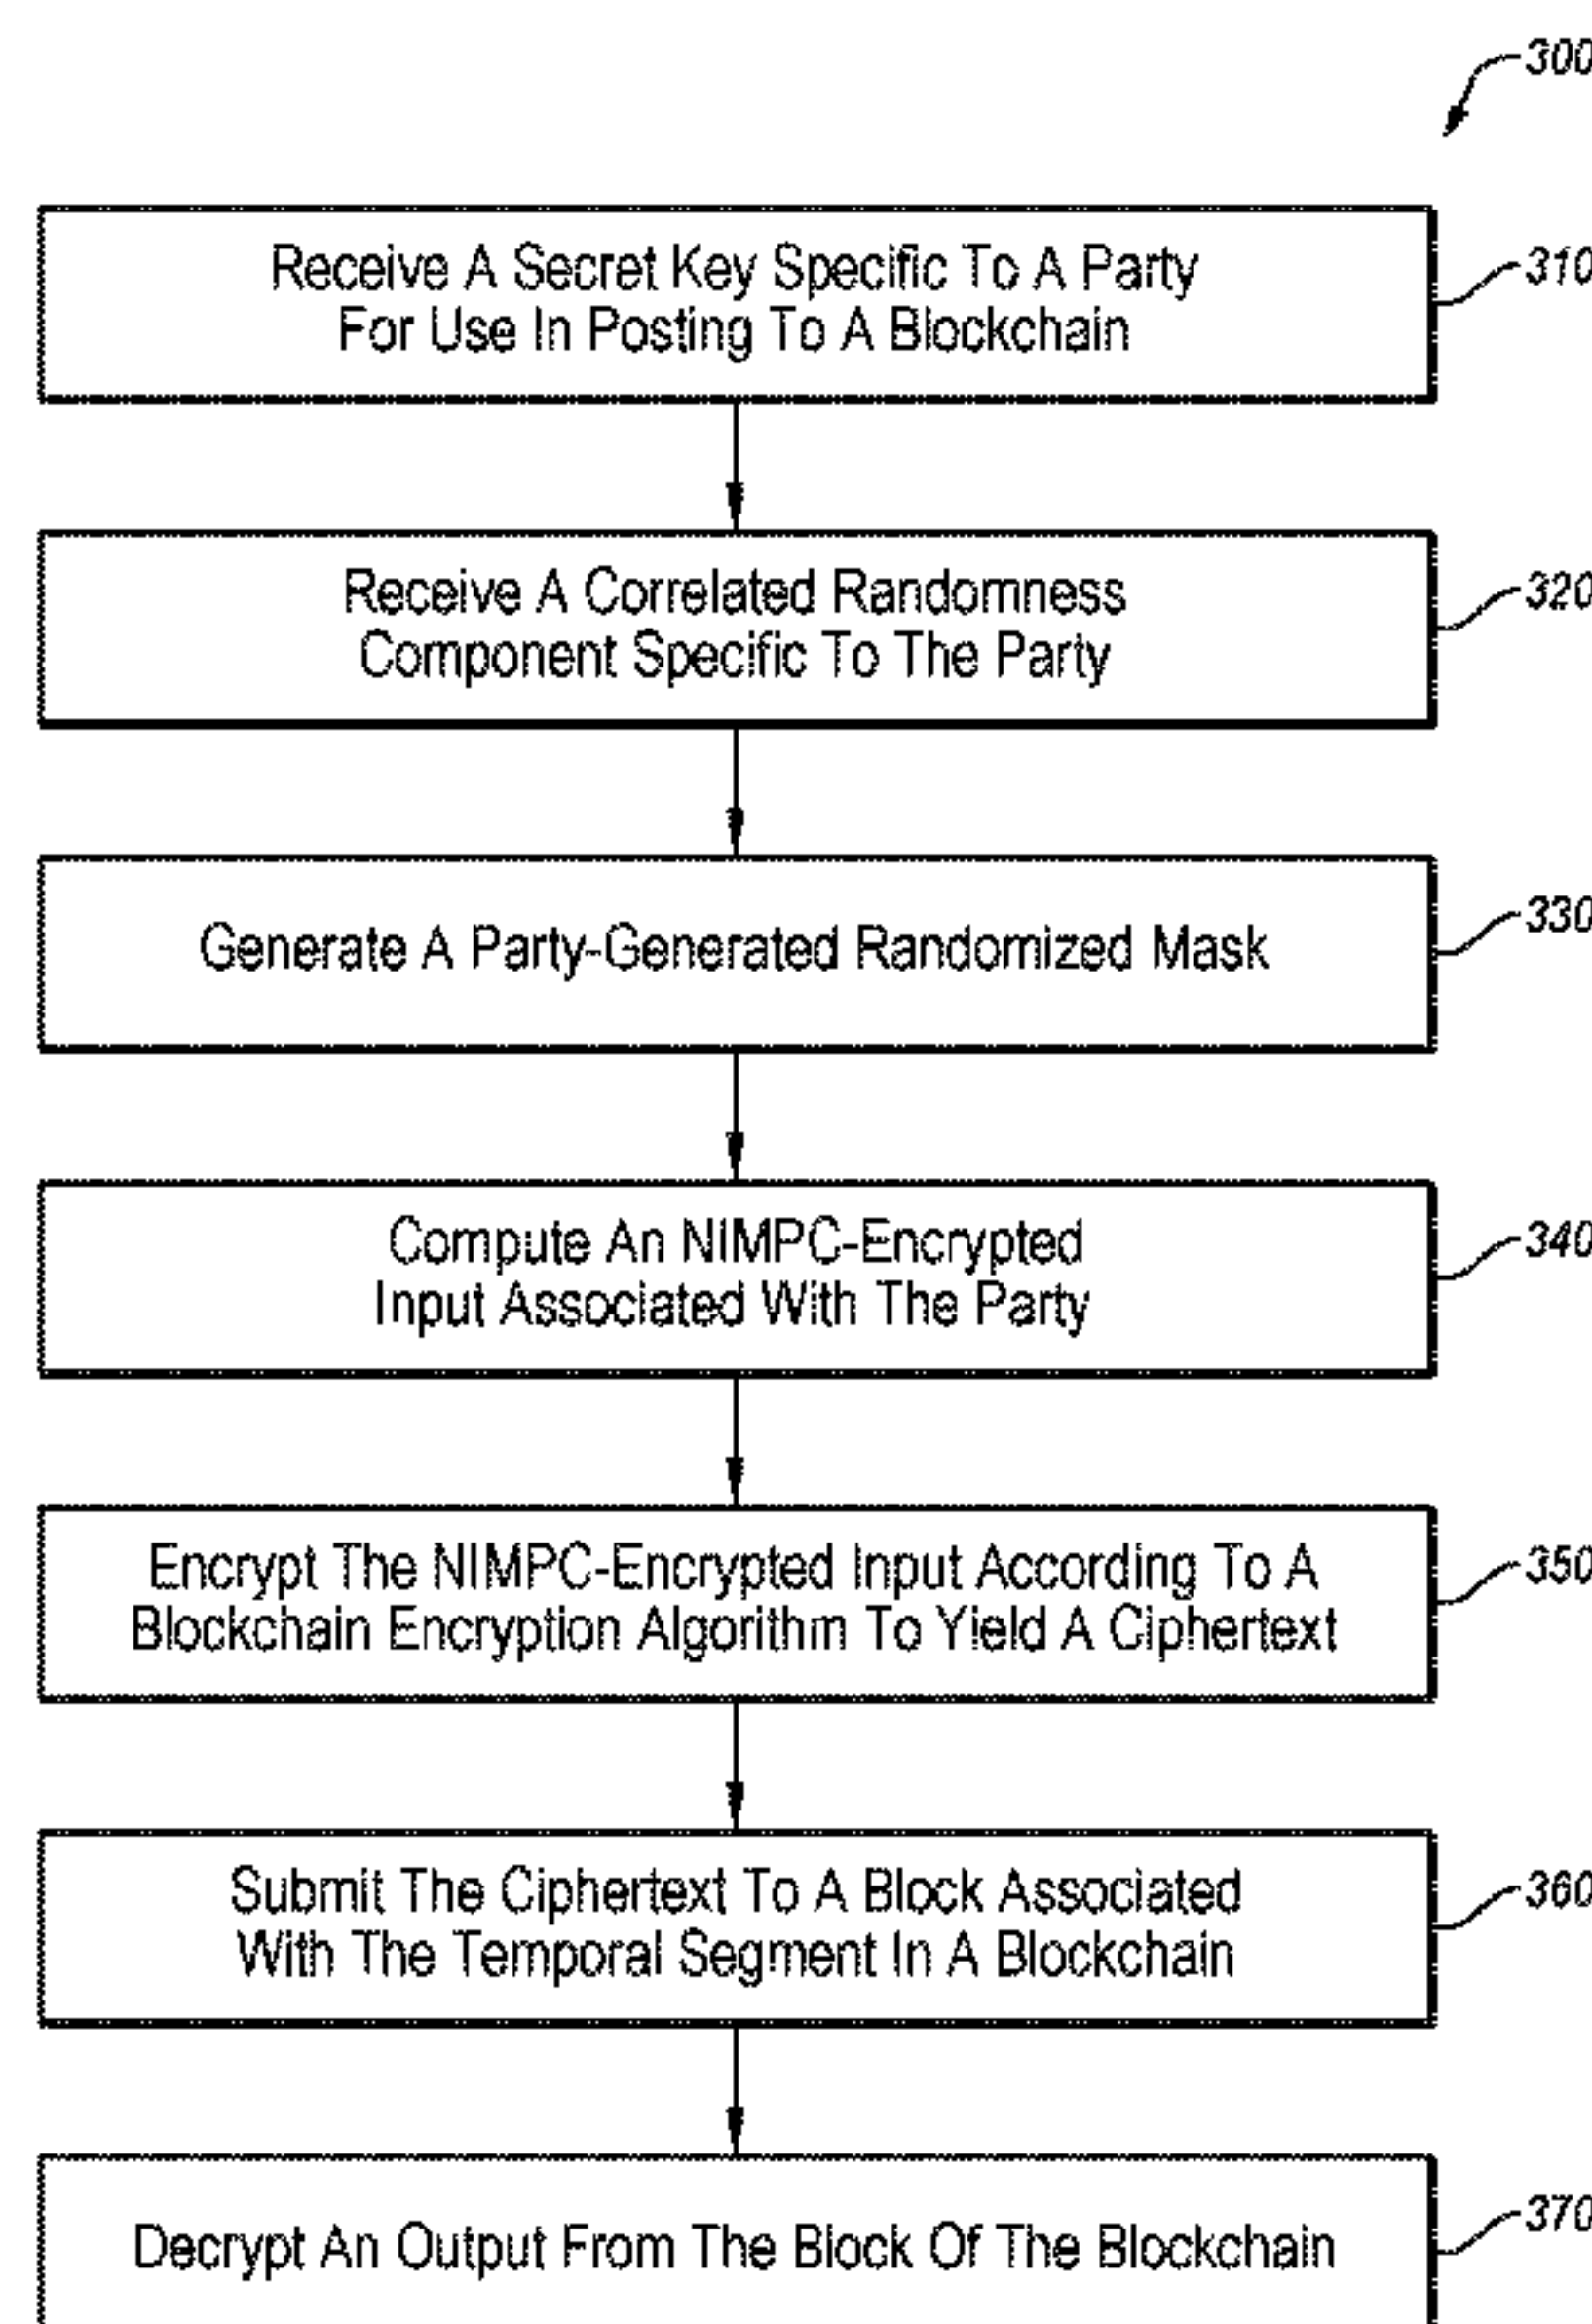 300
Receive A Secret Key Specific To A Party
For Use In Posting To A Blockchain
310
Receive A Correlated Randomness
Component Specific To The Party
320
Generate A Party-Generated Randomized Mask
330
Compute An NIMPC-Encrypted
Input Associated With The Party
340
Encrypt The NIMPC-Encrypted Input According To A
Blockchain Encryption Algorithm To Yield A Ciphertext
350
Submit The Ciphertext To A Block Associated
With The Temporal Segment In A Blockchain
360
Decrypt An Output From The Block Of The Blockchain
370